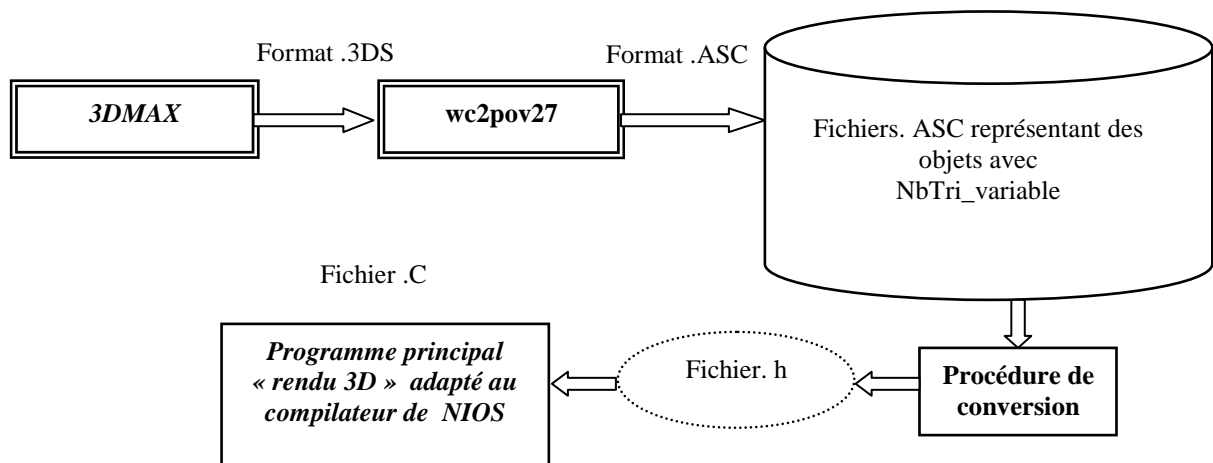 Format .3DS
Format .ASC
3DMAX
wc2pov27
Fichiers. ASC représentant des
objets avec
NbTri_variable
Fichier .C
Programme principal
« rendu 3D » adapté au
compilateur de NIOS
Fichier. h
Procédure de
conversion